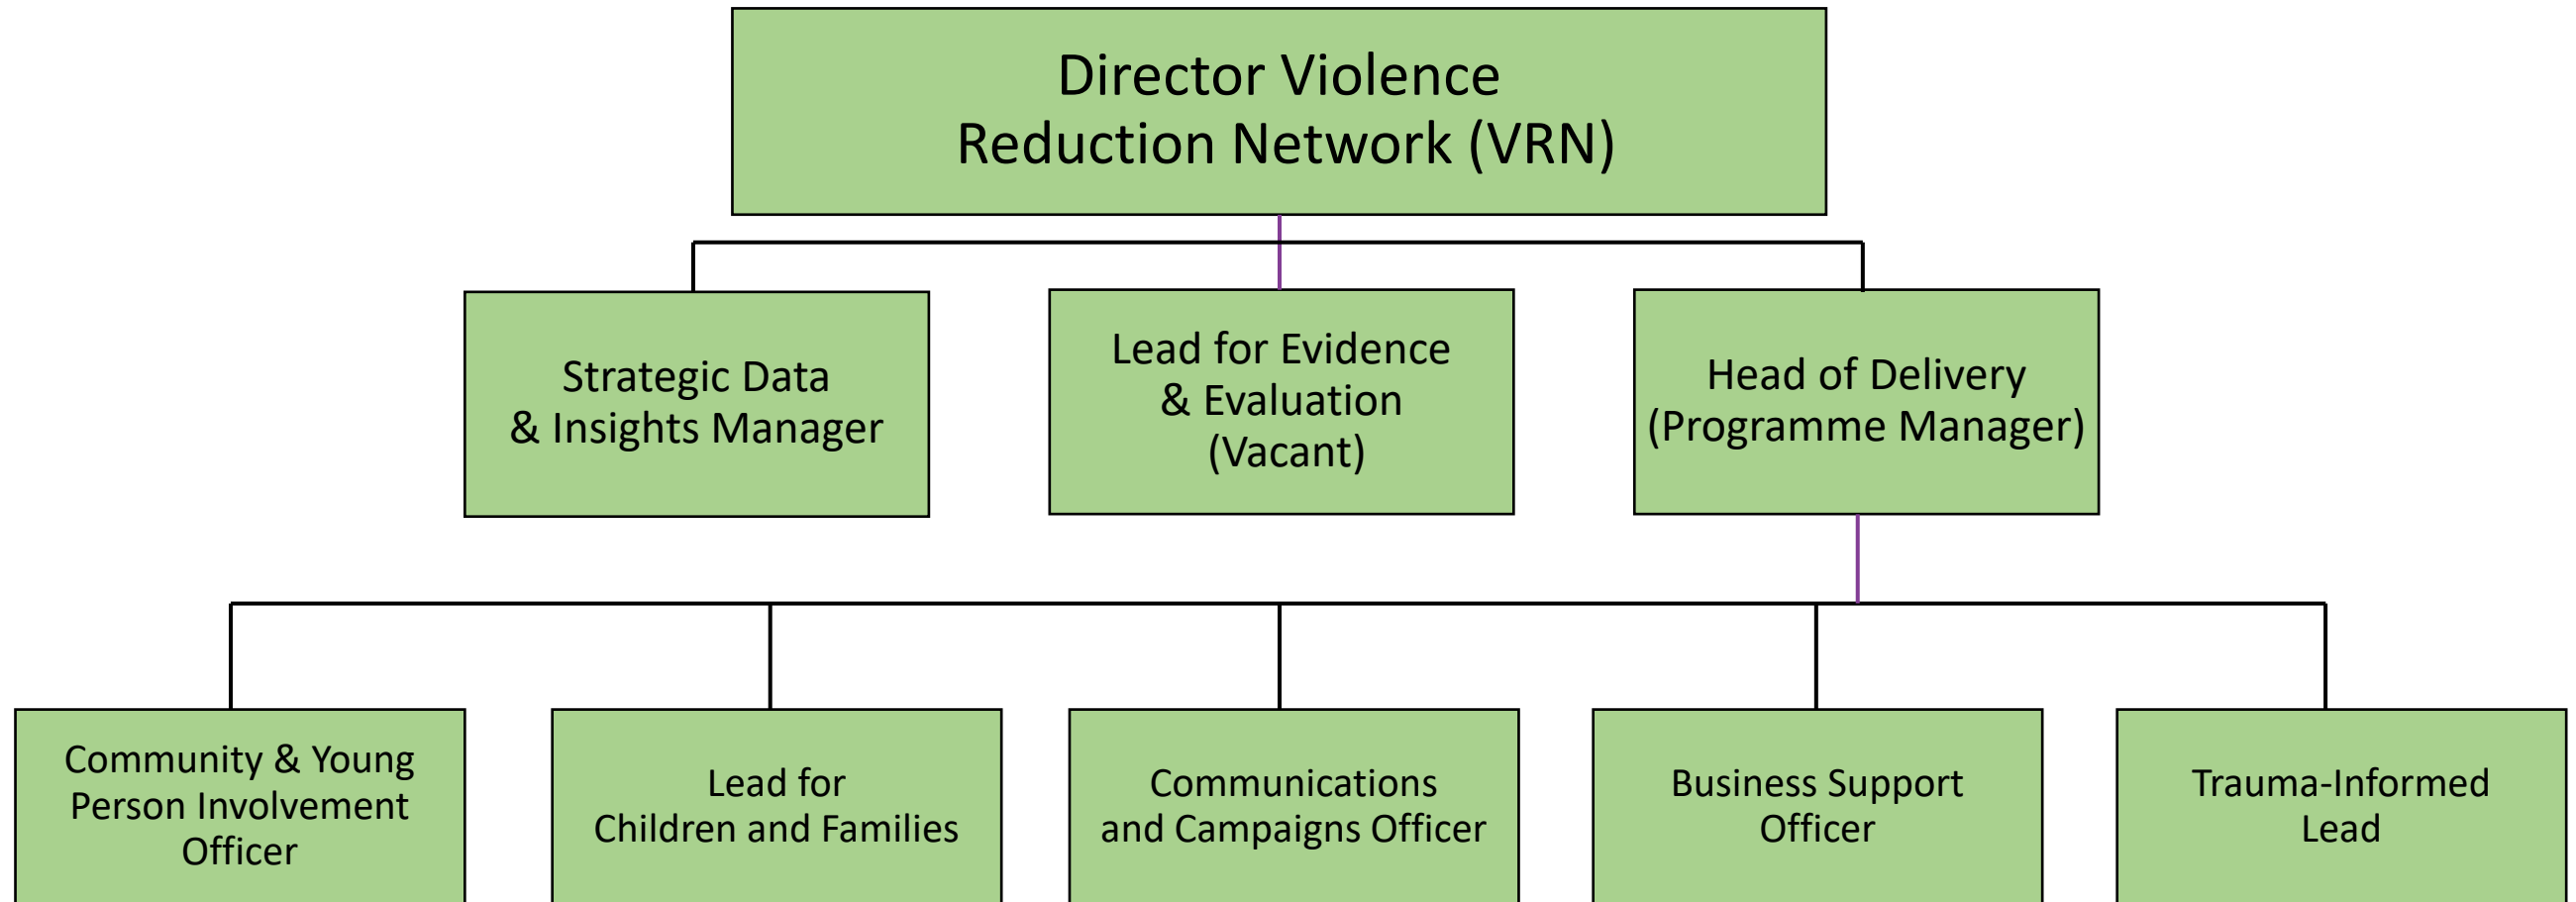 Director Violence
Reduction Network (VRN)
Strategic Data
& Insights Manager
Lead for Evidence
& Evaluation
(Vacant)
Head of Delivery
(Programme Manager)
Community & Young
Person Involvement
Officer
Lead for
Children and Families
Communications
and Campaigns Officer
Business Support
Officer
Trauma-Informed
Lead